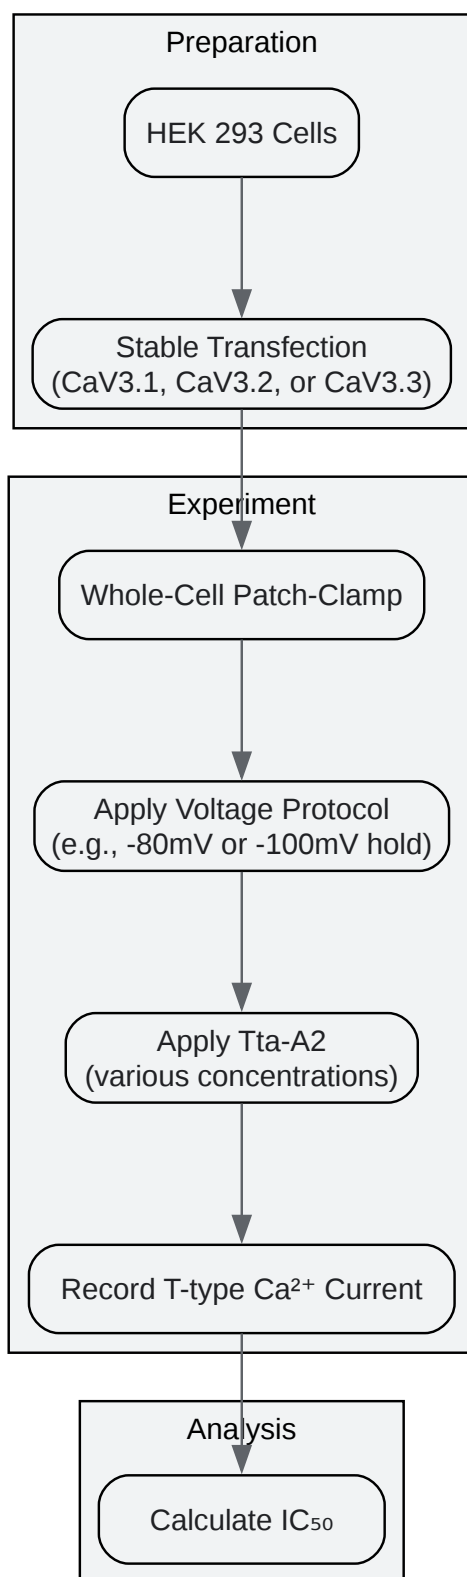 Preparation
HEK 293 Cells
Stable Transfection
(CaV3.1, CaV3.2, or CaV3.3)
Experiment
Whole-Cell Patch-Clamp
Apply Voltage Protocol
(e.g., -80mV or -100mV hold)
Apply Tta-A2
(various concentrations)
Record T-type Ca²⁺ Current
Analysis
Calculate IC₅₀